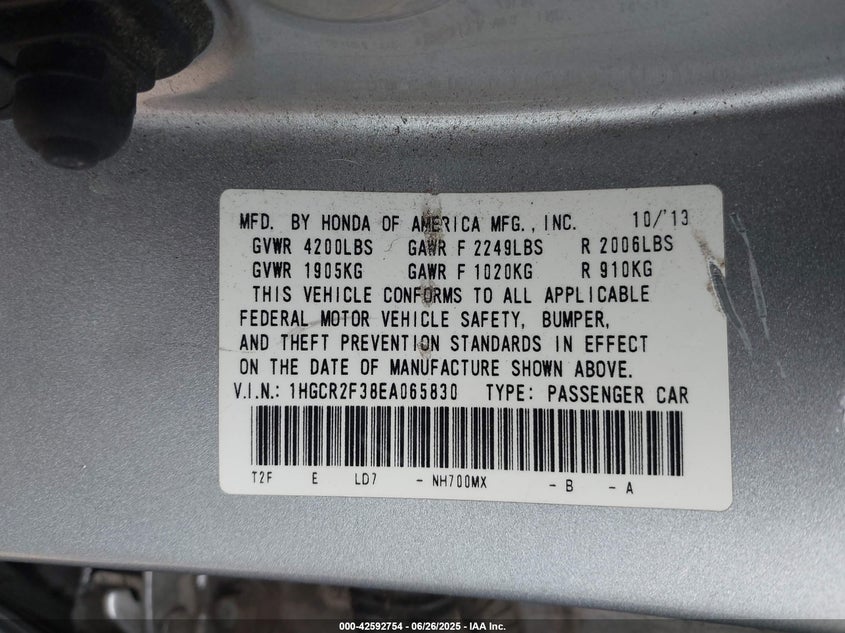 MFD. BY HONDA OF AMERICA MFG., INC. 10/'13
GVWR 4200LBS GAWR F 2249LBS R 2006LBS
GVWR 1905KG GAWR F 1020KG R 910KG
THIS VEHICLE CONFORMS TO ALL APPLICABLE
FEDERAL MOTOR VEHICLE SAFETY, BUMPER,
AND THEFT PREVENTION STANDARDS IN EFFECT
ON THE DATE OF MANUFACTURE SHOWN ABOVE.
V.I.N.: 1HGCR2F38EA065830 TYPE: PASSENGER CAR
T2F E LD7 - NH700MX - B - A
000-42592754 / 06/26/2025 - IAA Inc.